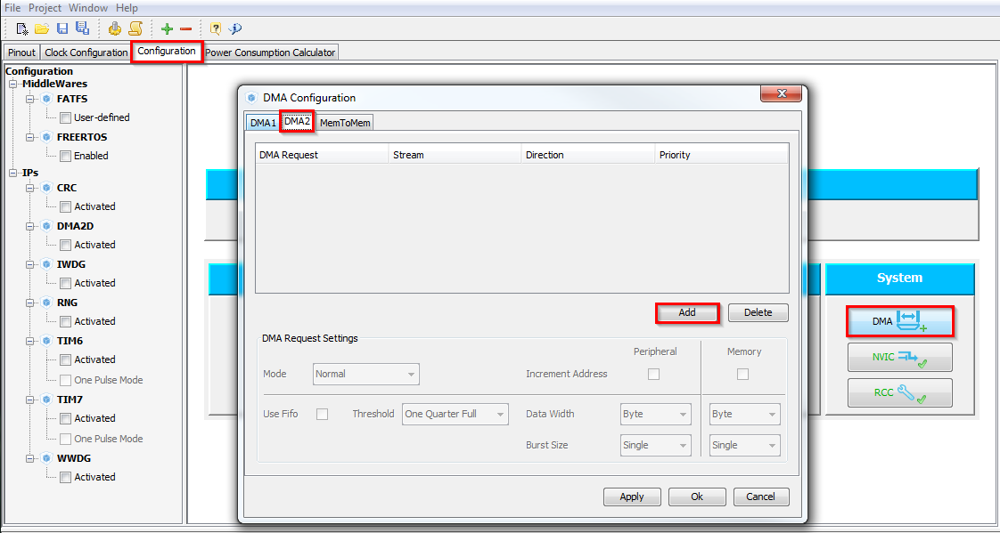 File Project Window Help
Pinout Clock Configuration Configuration Power Consumption Calculator
Configuration
MiddleWares
FATFS
User-defined
FREERTOS
Enabled
IPs
CRC
Activated
DMA2D
Activated
IWDG
Activated
RNG
Activated
TIM6
Activated
One Pulse Mode
TIM7
Activated
One Pulse Mode
WWDG
Activated
DMA Configuration
DMA1 DMA2 MemToMem
DMA Request Stream Direction Priority
Add Delete
DMA Request Settings
Peripheral Memory
Mode Normal Increment Address
Use Fifo Threshold One Quarter Full Data Width Byte Byte
Burst Size Single Single
Apply Ok Cancel
System
DMA
NVIC
RCC